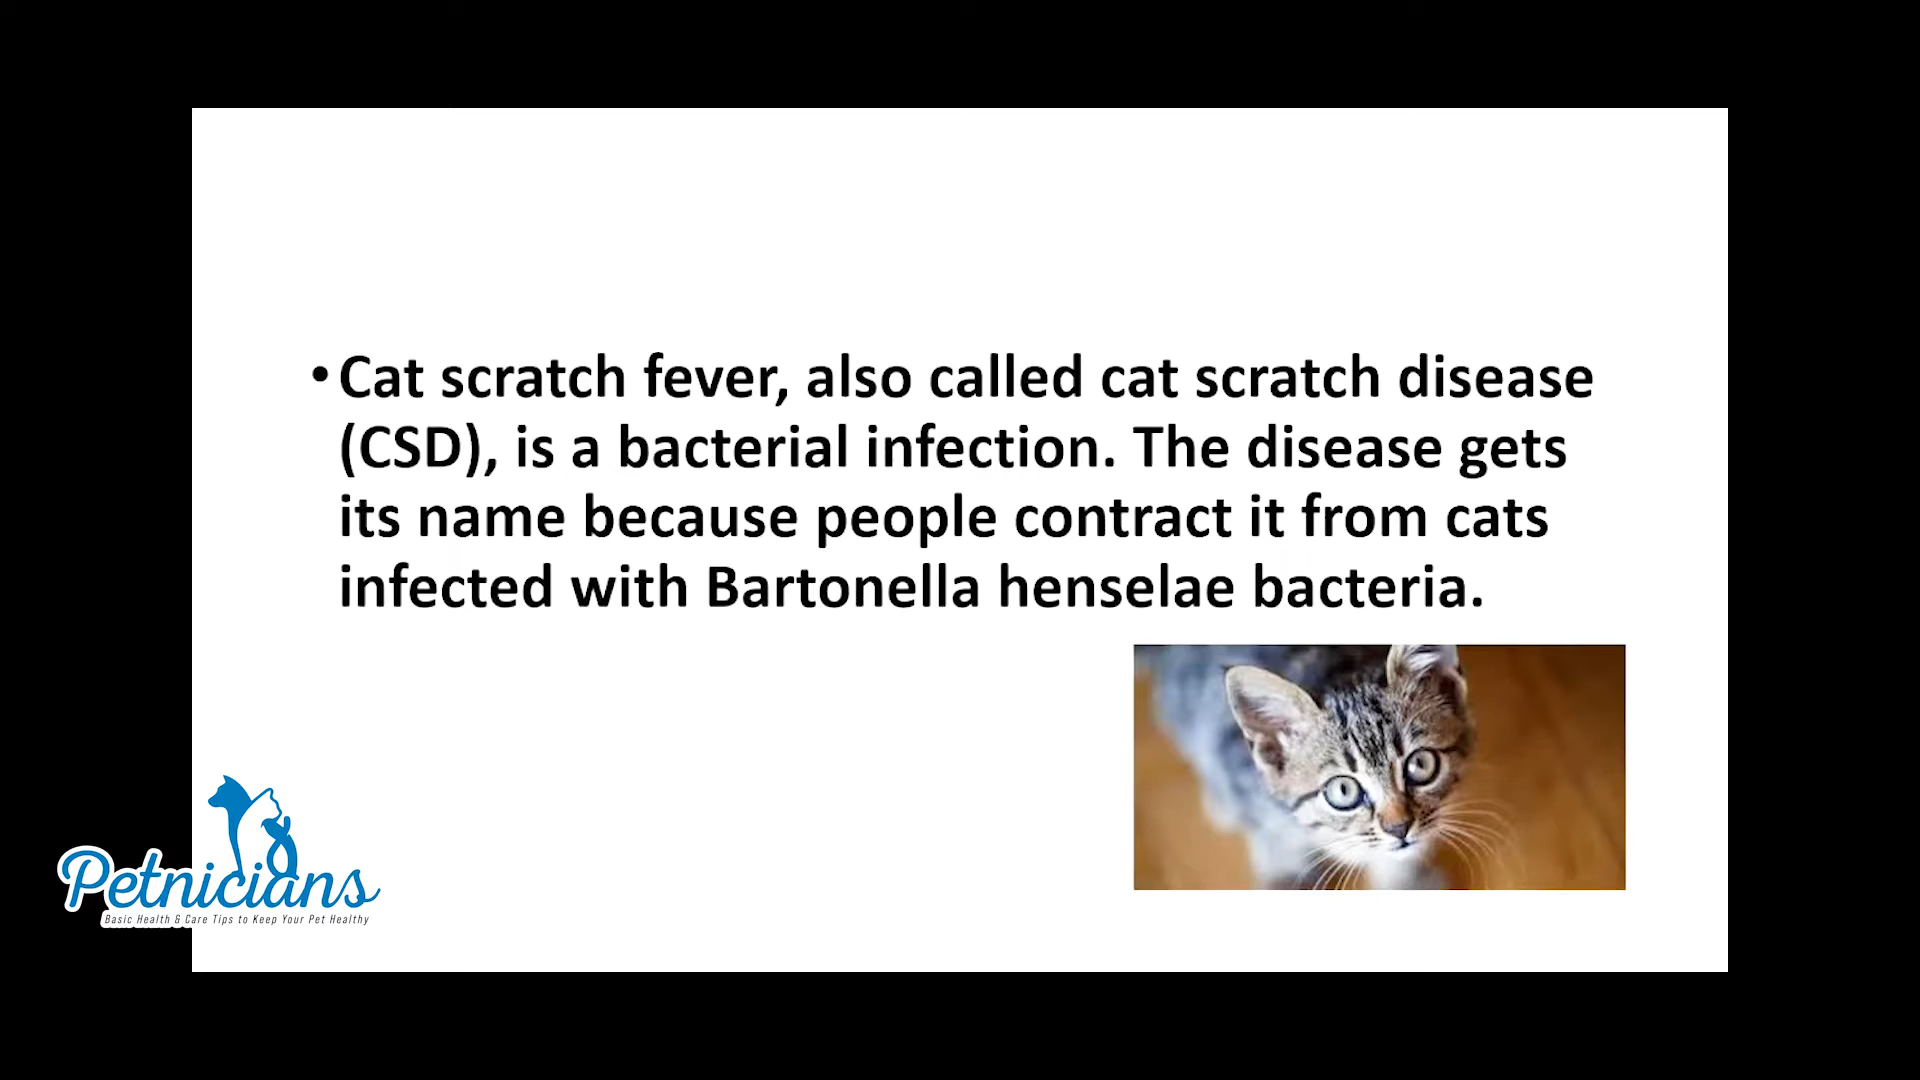 •Cat scratch fever, also called cat scratch disease
(CSD), is a bacterial infection. The disease gets
its name because people contract it from cats
infected with Bartonella henselae bacteria.
Petnicians
Basic Health & Care Tips to Keep Your Pet Healthy